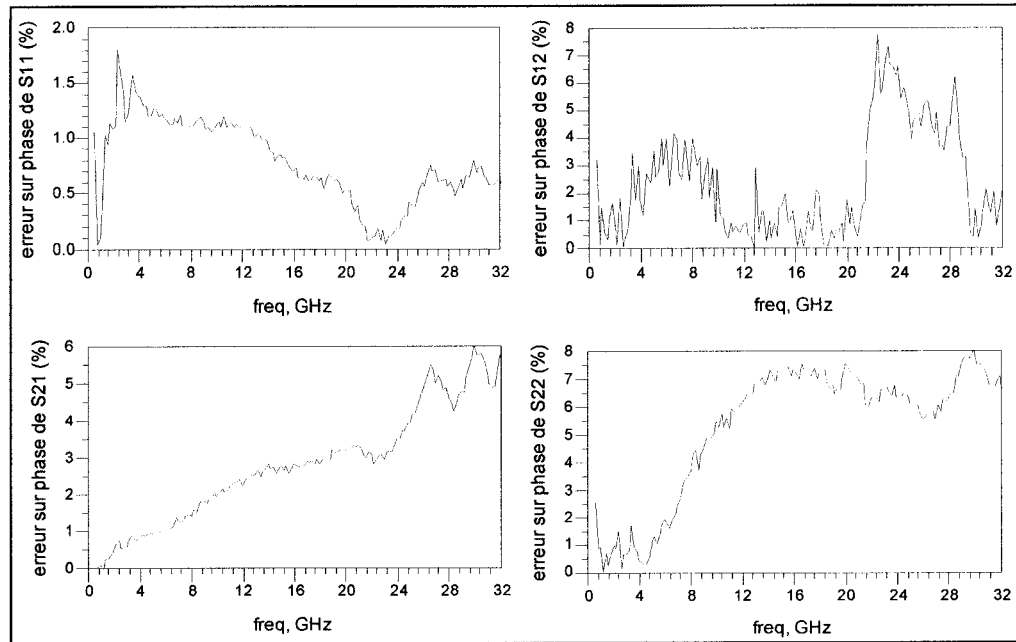 erreur sur phase de S11 (%)
2.0
1.5
1.0
0.5
0.0
0 4 8 12 16 20 24 28 32
freq, GHz
erreur sur phase de S12 (%)
8
7
6
5
4
3
2
1
0
0 4 8 12 16 20 24 28 32
freq, GHz
erreur sur phase de S21 (%)
6
5
4
3
2
1
0
0 4 8 12 16 20 24 28 32
freq, GHz
erreur sur phase de S22 (%)
8
7
6
5
4
3
2
1
0
0 4 8 12 16 20 24 28 32
freq, GHz